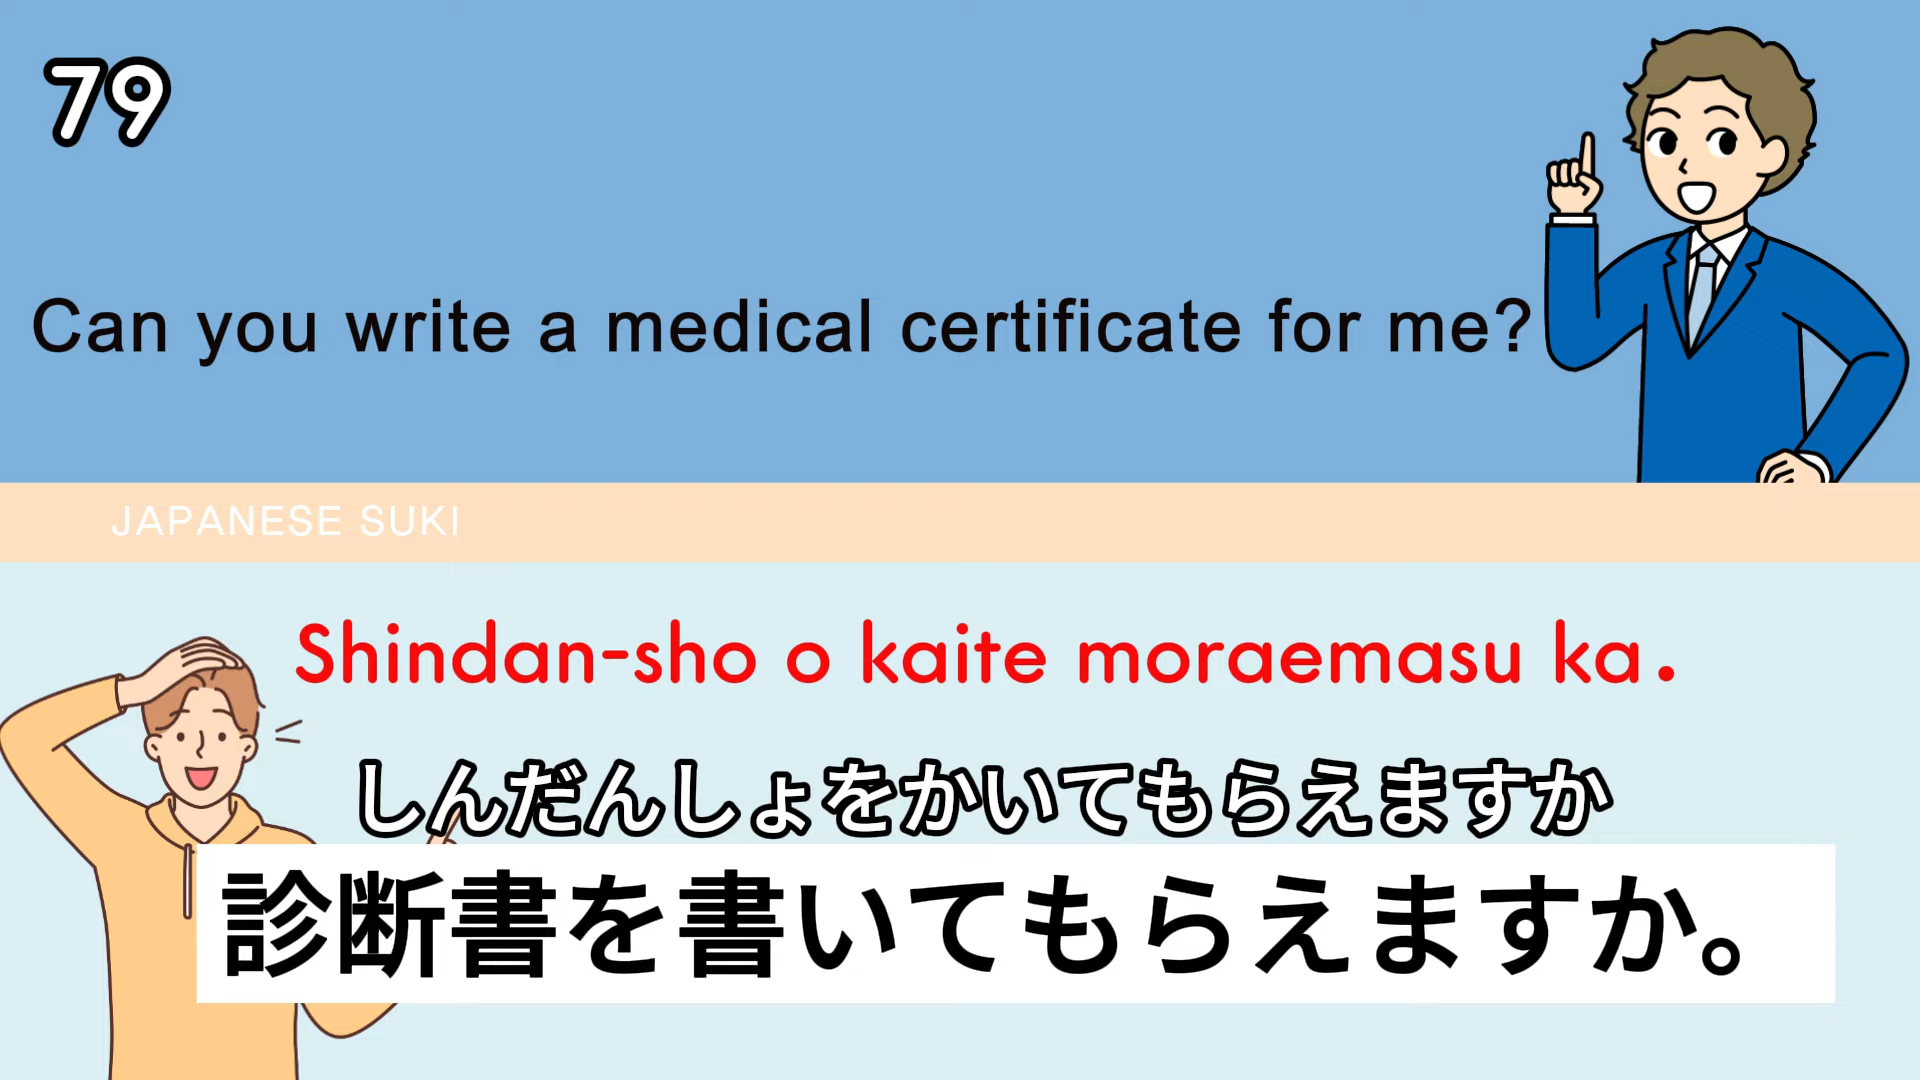 79
Can you write a medical certificate for me?
JAPANESE SUKI
Shindan-sho o kaite moraemasu ka.
しんだんしょをかいてもらえますか
診断書を書いてもらえますか。